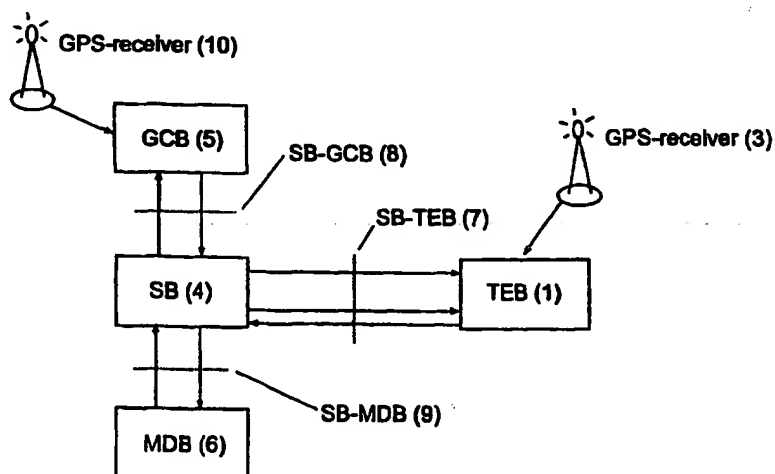 GPS-receiver (10)
GCB (5)
GPS-receiver (3)
SB-GCB (8)
SB-TEB (7)
SB (4)
TEB (1)
SB-MDB (9)
MDB (6)